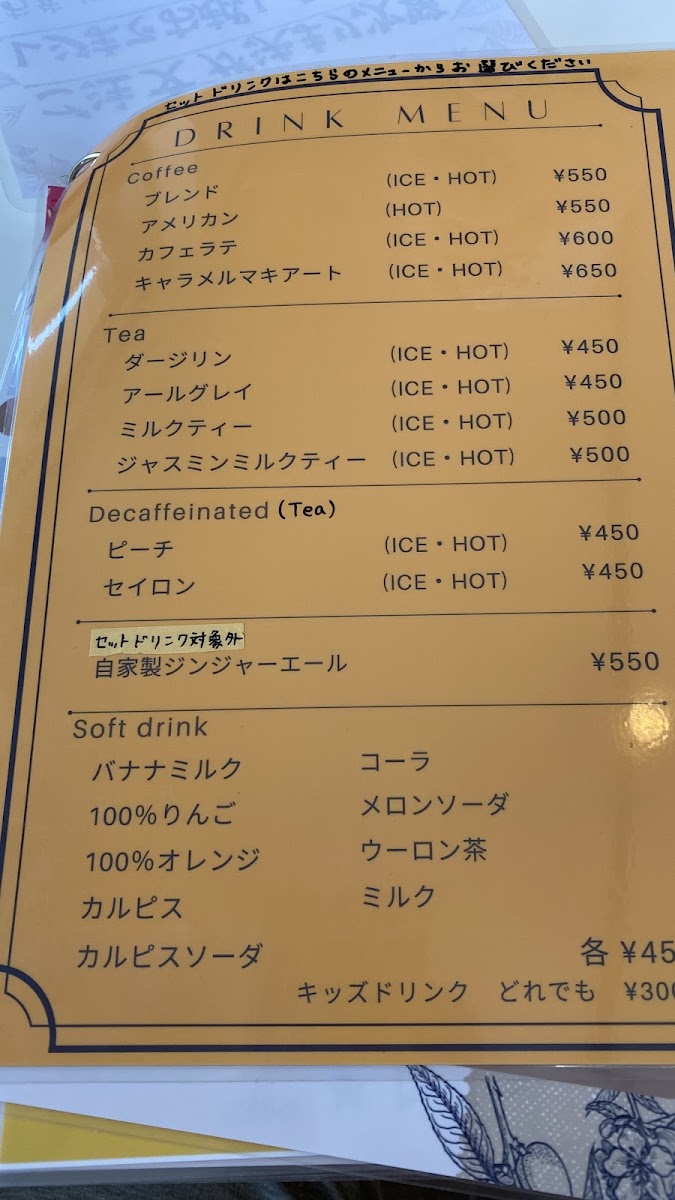 セットドリンクはこちらのメニューからお選びください
DRINK MENU
Coffee
ブレンド (ICE・HOT) ¥550
アメリカン (HOT) ¥550
カフェラテ (ICE・HOT) ¥600
キャラメルマキアート (ICE・HOT) ¥650
Tea
ダージリン (ICE・HOT) ¥450
アールグレイ (ICE・HOT) ¥450
ミルクティー (ICE・HOT) ¥500
ジャスミンミルクティー (ICE・HOT) ¥500
Decaffeinated (Tea)
ピーチ (ICE・HOT) ¥450
セイロン (ICE・HOT) ¥450
セットドリンク対象外
自家製ジンジャーエール ¥550
Soft drink
バナナミルク コーラ
100%りんご メロンソーダ
100%オレンジ ウーロン茶
カルピス ミルク
カルピスソーダ 各 ¥45
キッズドリンク どれでも ¥300